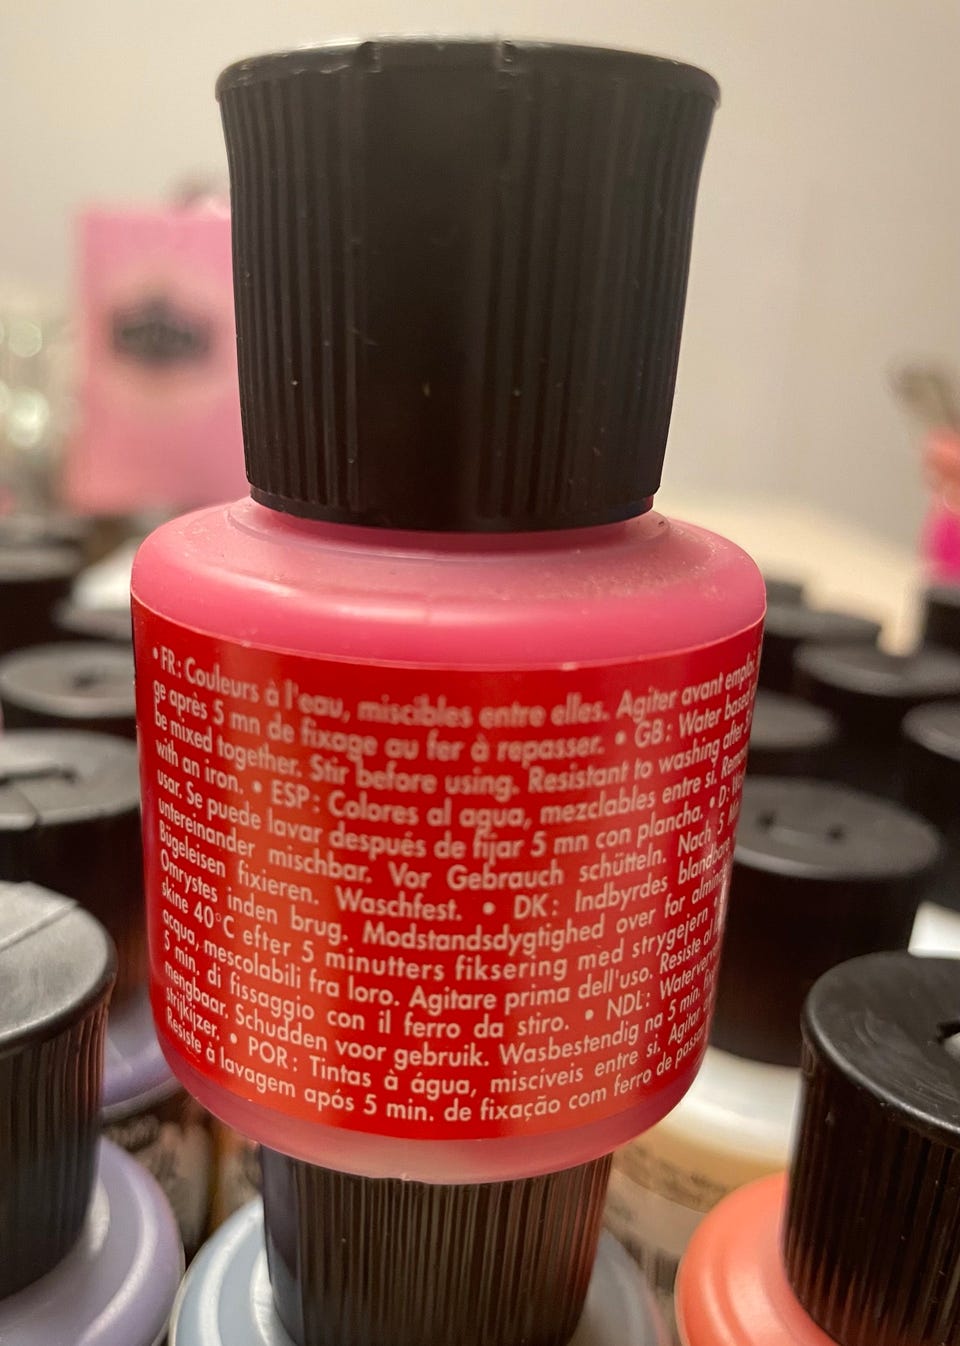 • FR: Couleurs à l'eau, miscibles entre elles. Agiter avant emploi.
ge après 5 mn de fixage au fer à repasser. • GB: Water based
be mixed together. Stir before using. Resistant to washing after 5
with an iron. • ESP: Colores al agua, mezclables entre si.
usar. Se puede lavar después de fijar 5 mn con plancha. • D:
untereinander mischbar. Vor Gebrauch schütteln. Nach 5
Bügeleisen fixieren. Waschfest. • DK: Indbyrdes blandbare
Omrystes inden brug. Modstandsdygtighed over for
skine 40°C efter 5 minutters fiksering med strygejern •
acqua, mescolabili fra loro. Agitare prima dell'uso. Resiste al
5 min. di fissaggio con il ferro da stiro. • NDL:
mengbaar. Schudden voor gebruik. Wasbestendig na 5 min.
strijkijzer. • POR: Tintas à água, miscíveis entre si. Agitar
Resiste à lavagem após 5 min. de fixação com ferro de